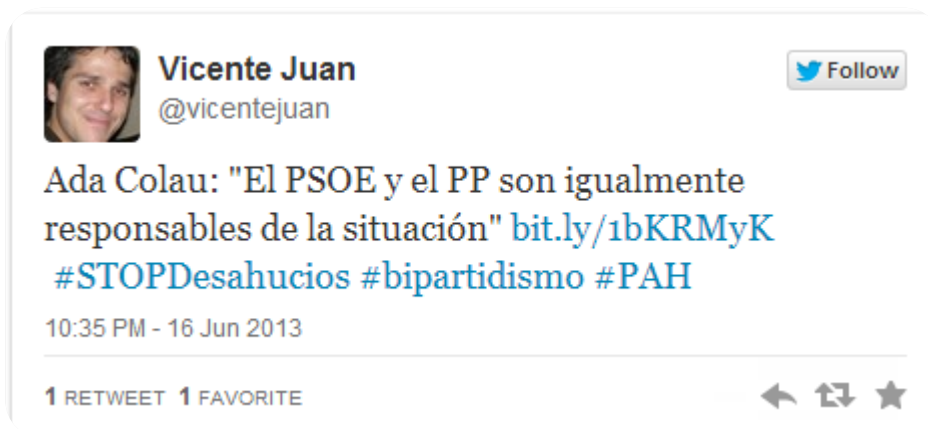 Vicente Juan
Follow
@vicentejuan
Ada Colau: "El PSOE y el PP son igualmente
responsables de la situación" bit.ly/1bKRMyK
#STOPDesahucios #bipartidismo #PAH
10:35 PM - 16 Jun 2013
1 RETWEET 1 FAVORITE